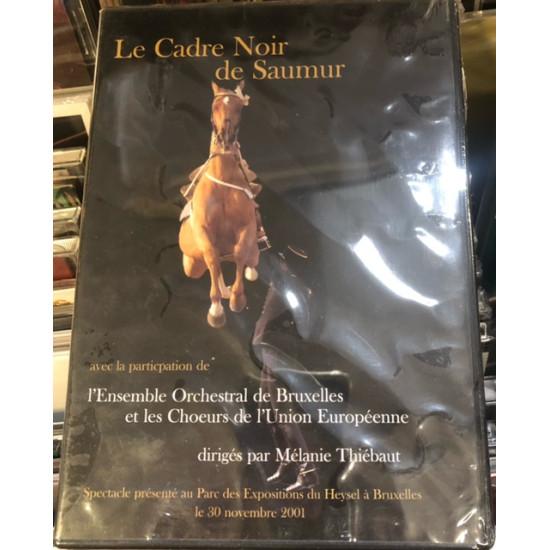 Le Cadre Noir
de Saumur
avec la particpation de
l'Ensemble Orchestral de Bruxelles
et les Choeurs de l'Union Européenne
dirigés par Mélanie Thiébaut
Spectacle présenté au Parc des Expositions du Heysel à Bruxelles
le 30 novembre 2001